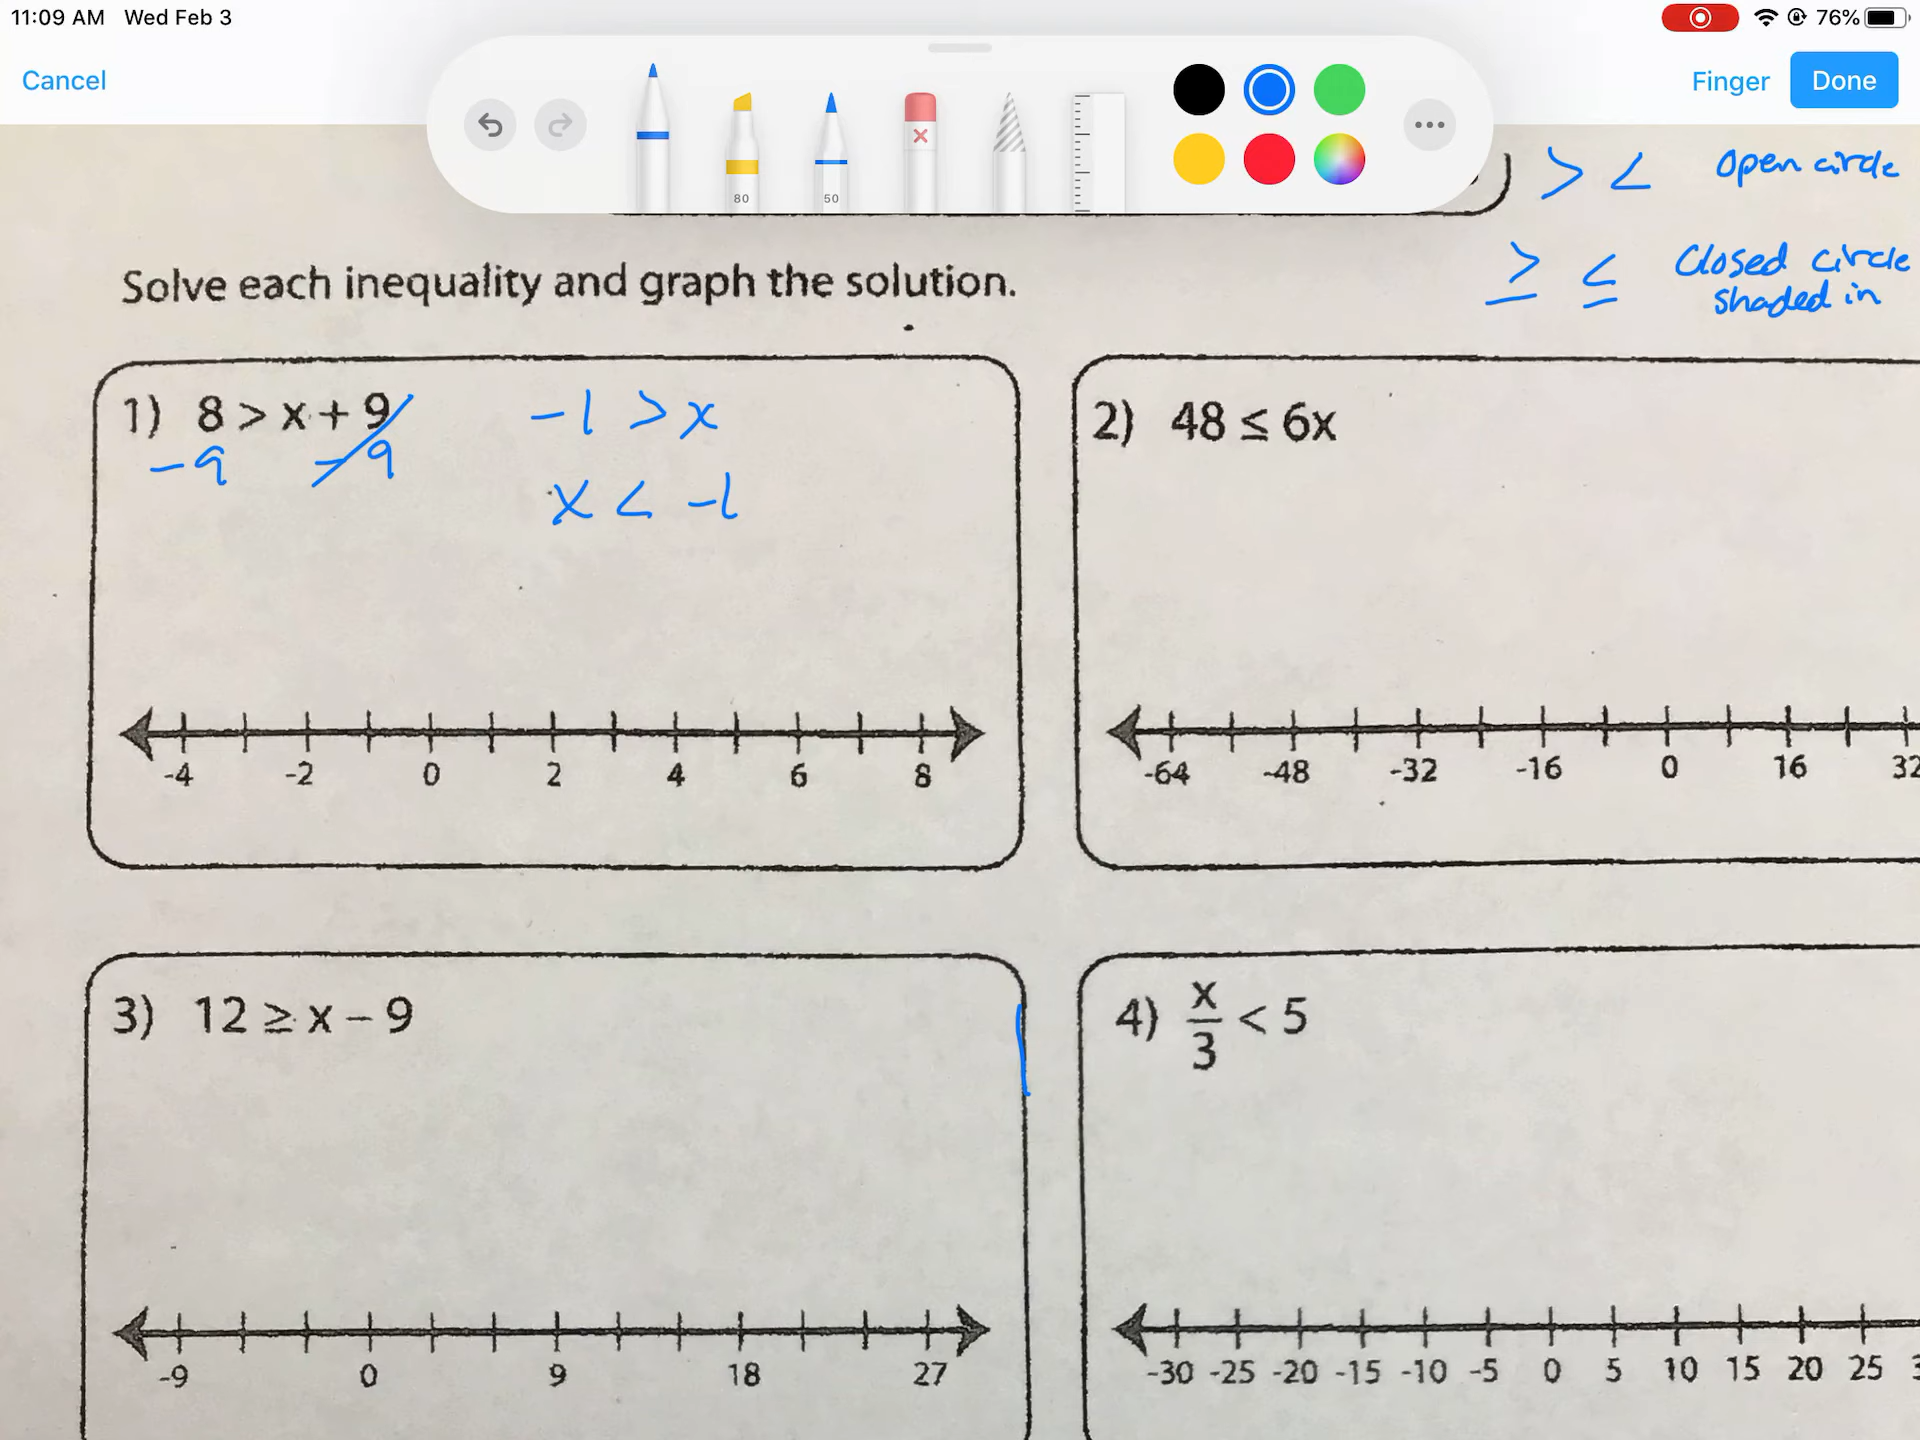 11:09 AM Wed Feb 3
76%
Cancel
Finger
Done
80
50
> < Open circle
≥ ≤ Closed circle
shaded in
Solve each inequality and graph the solution.
1) 8 > x + 9
-9 -9
-1 > x
x < -1
-4 -2 0 2 4 6 8
2) 48 ≤ 6x
-64 -48 -32 -16 0 16 32
3) 12 ≥ x - 9
-9 0 9 18 27
4) x/3 < 5
-30 -25 -20 -15 -10 -5 0 5 10 15 20 25